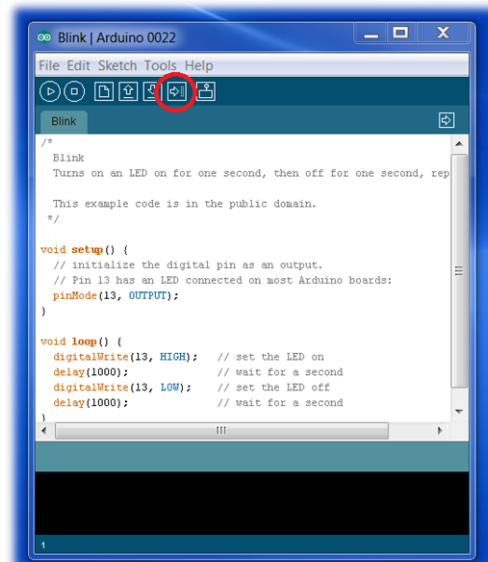 Blink | Arduino 0022
File Edit Sketch Tools Help
Blink
/*
  Blink
  Turns on an LED on for one second, then off for one second, rep

  This example code is in the public domain.
 */

void setup() {
  // initialize the digital pin as an output.
  // Pin 13 has an LED connected on most Arduino boards:
  pinMode(13, OUTPUT);
}

void loop() {
  digitalWrite(13, HIGH);   // set the LED on
  delay(1000);              // wait for a second
  digitalWrite(13, LOW);    // set the LED off
  delay(1000);              // wait for a second
}
1